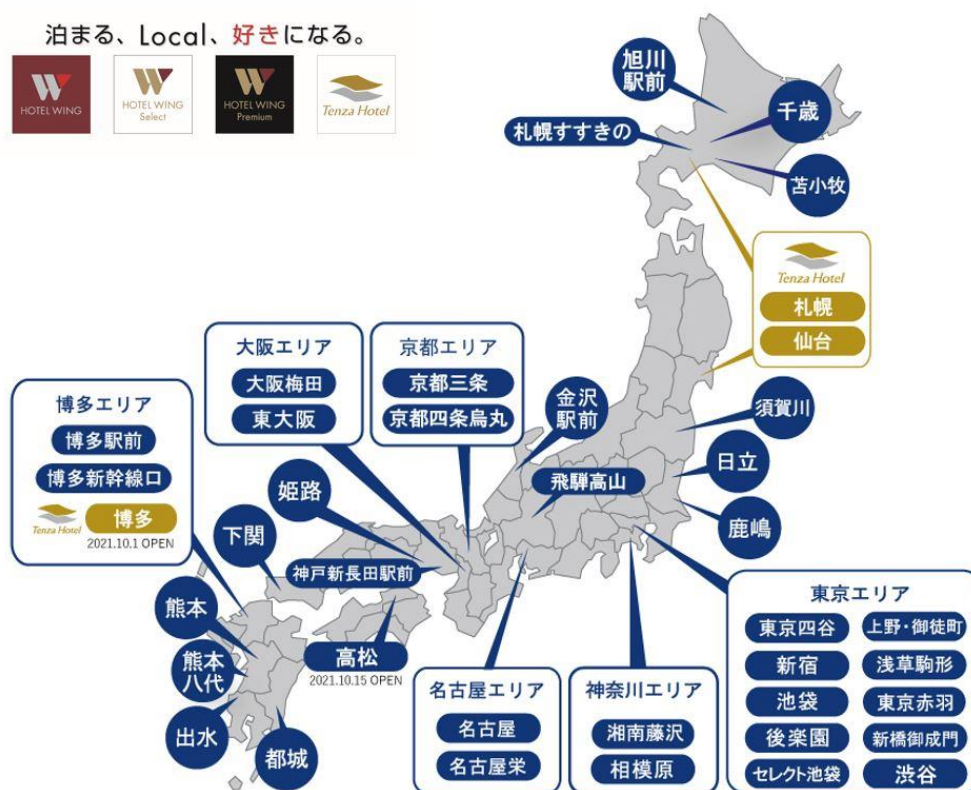 泊まる、Local、好きになる。
HOTEL WING
HOTEL WING
Select
HOTEL WING
Premium
Tenza Hotel
旭川
駅前
千歳
札幌すすきの
苫小牧
Tenza Hotel
札幌
仙台
大阪エリア
大阪梅田
東大阪
京都エリア
京都三条
京都四条烏丸
金沢
駅前
須賀川
博多エリア
博多駅前
博多新幹線口
Tenza Hotel
博多
2021.10.1 OPEN
日立
飛騨高山
姫路
鹿嶋
下関
神戸新長田駅前
熊本
熊本
八代
高松
2021.10.15 OPEN
出水
都城
名古屋エリア
名古屋
名古屋栄
神奈川エリア
湘南藤沢
相模原
東京エリア
東京四谷
上野・御徒町
新宿
浅草駒形
池袋
東京赤羽
後楽園
新橋御成門
セレクト池袋
渋谷